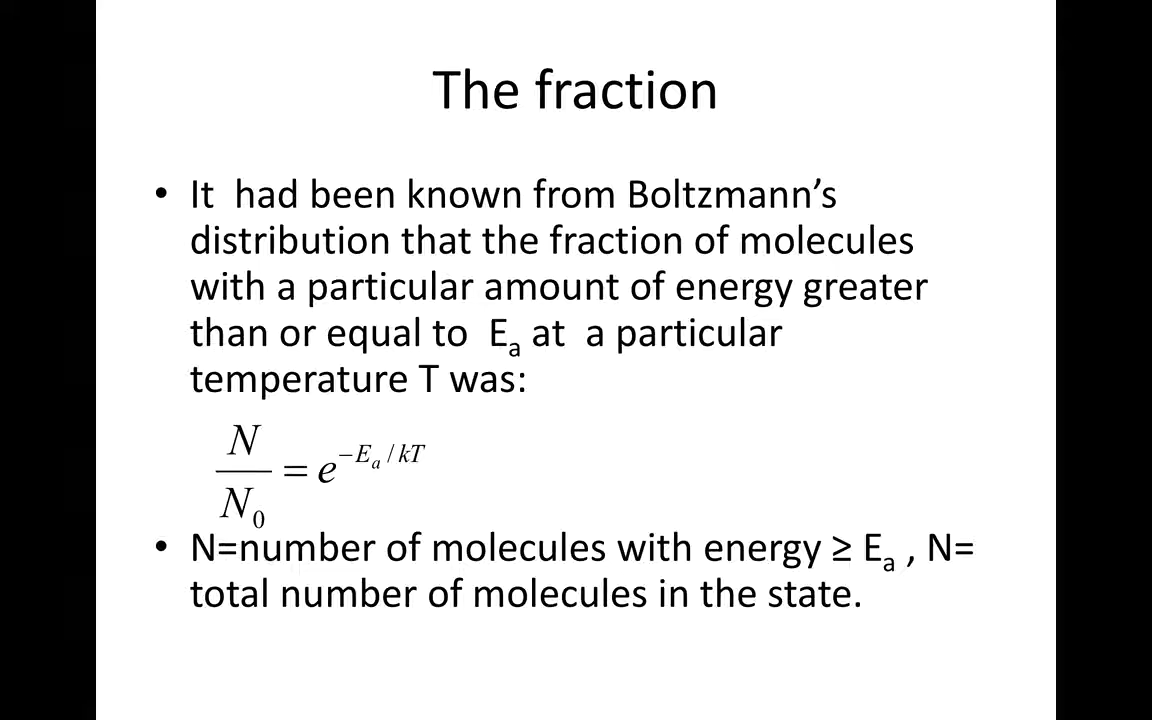 The fraction
• It  had been known from Boltzmann’s
distribution that the fraction of molecules
with a particular amount of energy greater
than or equal to  Eₐ at  a particular
temperature T was:
N/N₀ = e^(−Eₐ/kT)
• N=number of molecules with energy ≥ Eₐ , N=
total number of molecules in the state.